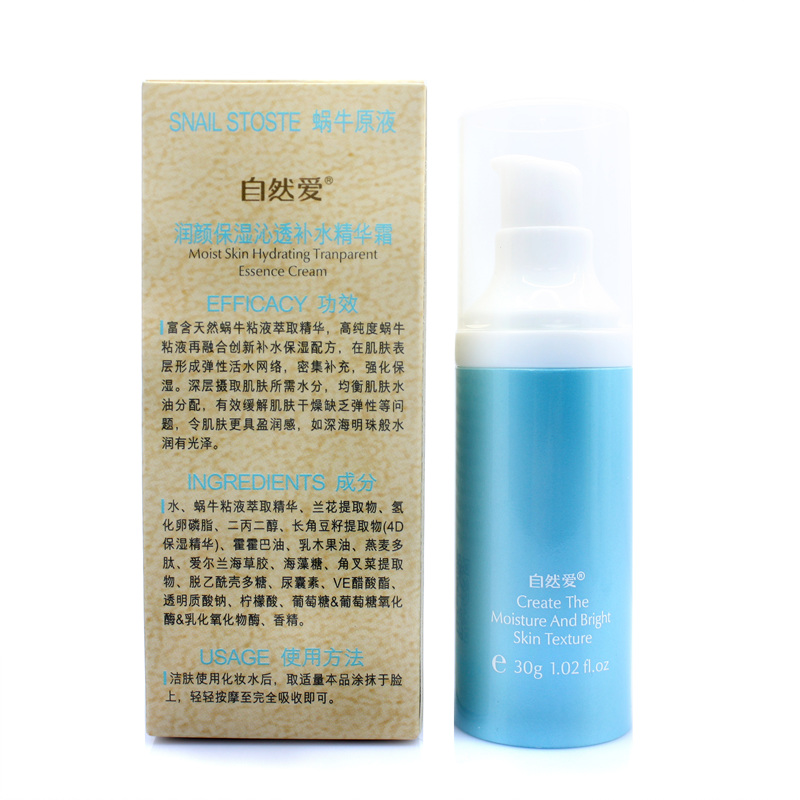 SNAIL STOSTE 蜗牛原液
自然爱®
润颜保湿沁透补水精华霜
Moist Skin Hydrating Tranparent
Essence Cream
EFFICACY 功效
富含天然蜗牛粘液萃取精华，高纯度蜗牛
粘液再融合创新补水保湿配方，在肌肤表
层形成弹性活水网络，密集补充，强化保
湿。深层摄取肌肤所需水分，均衡肌肤水
油分配，有效缓解肌肤干燥缺乏弹性等问
题，令肌肤更具盈润感，如深海明珠般水
润有光泽。
INGREDIENTS 成分
水、蜗牛粘液萃取精华、兰花提取物、氢
化卵磷脂、二丙二醇、长角豆籽提取物(4D
保湿精华)、霍霍巴油、乳木果油、燕麦多
肽、爱尔兰海草胶、海藻糖、角叉菜提取
物、脱乙酰壳多糖、尿囊素、VE醋酸酯、
透明质酸钠、柠檬酸、葡萄糖&葡萄糖氧化
酶&乳化氧化物酶、香精。
USAGE 使用方法
洁肤使用化妆水后，取适量本品涂抹于脸
上，轻轻按摩至完全吸收即可。
自然爱®
Create The
Moisture And Bright
Skin Texture
e 30g 1.02 fl.oz